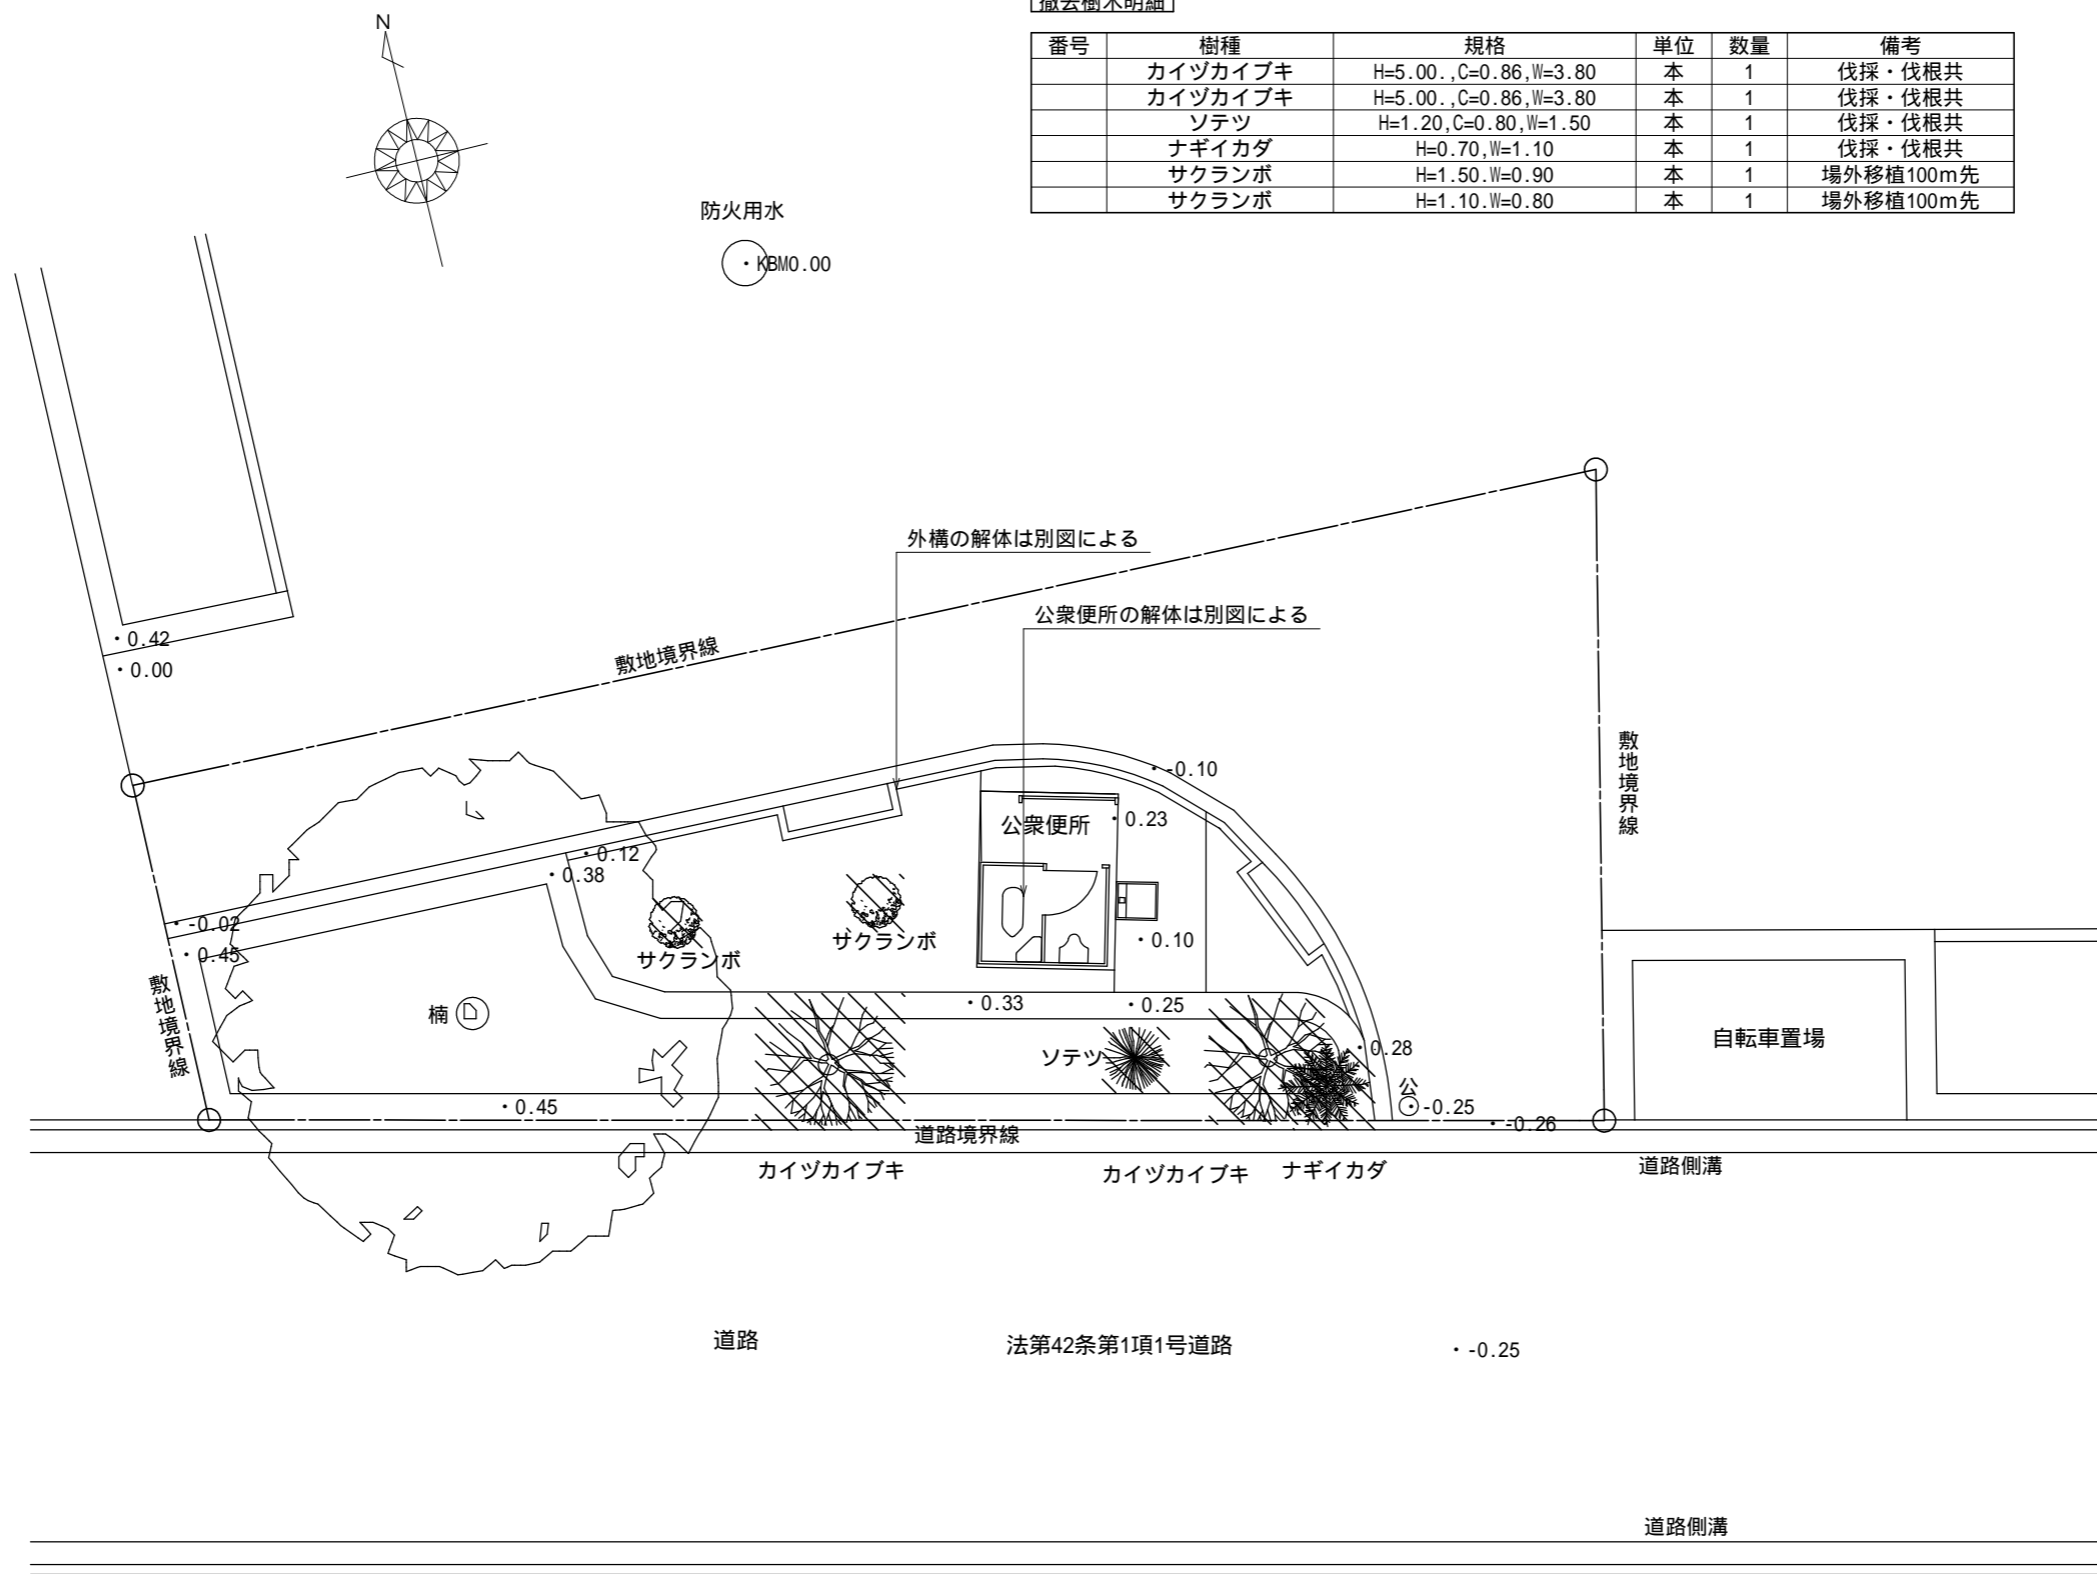 撤去樹木明細
番号 樹種 規格 単位 数量 備考
カイヅカイブキ H=5.00.,C=0.86,W=3.80 本 1 伐採・伐根共
カイヅカイブキ H=5.00.,C=0.86,W=3.80 本 1 伐採・伐根共
ソテツ H=1.20,C=0.80,W=1.50 本 1 伐採・伐根共
ナギイカダ H=0.70,W=1.10 本 1 伐採・伐根共
サクランボ H=1.50.W=0.90 本 1 場外移植100m先
サクランボ H=1.10.W=0.80 本 1 場外移植100m先
N
防火用水
・KBM0.00
外構の解体は別図による
公衆便所の解体は別図による
・0.42
・0.00
敷地境界線
敷地境界線
・-0.10
公衆便所
・0.23
・0.12
・0.38
・-0.02
・0.45
サクランボ
サクランボ
・0.10
敷地境界線
楠
・0.33
・0.25
ソテツ
・0.28
自転車置場
公
・-0.25
・0.45
・-0.26
道路境界線
カイヅカイブキ
カイヅカイブキ
ナギイカダ
道路側溝
道路
法第42条第1項1号道路
・-0.25
道路側溝